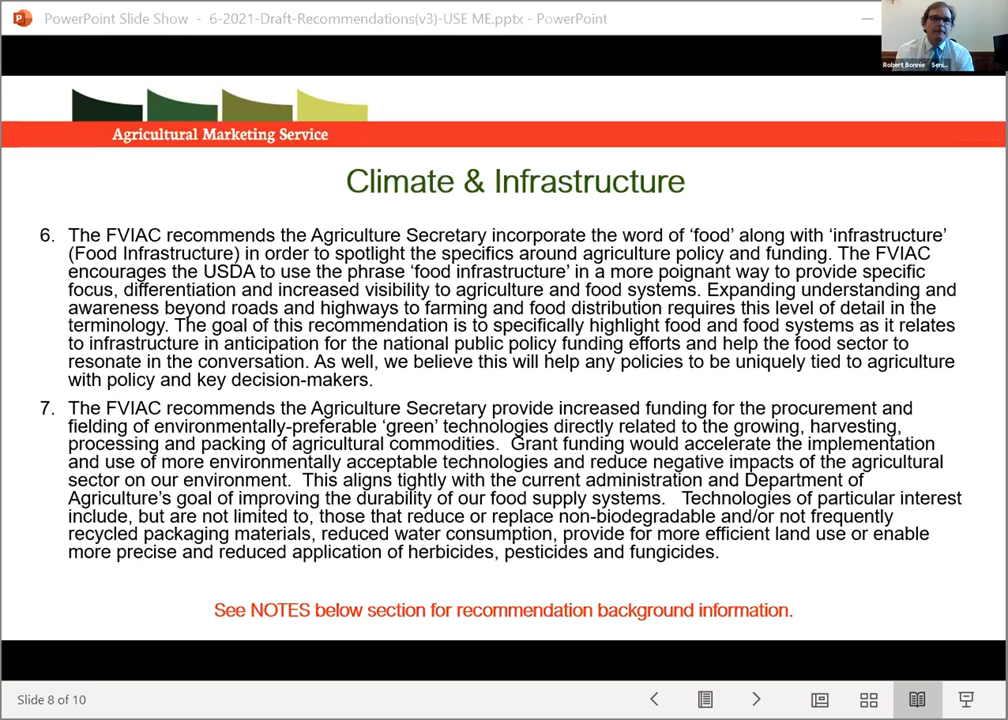 PowerPoint Slide Show - 6-2021-Draft-Recommendations(v3)-USE ME.pptx - PowerPoint
Robert Bonnie Seni...
Agricultural Marketing Service
Climate & Infrastructure
6. The FVIAC recommends the Agriculture Secretary incorporate the word of ‘food’ along with ‘infrastructure’
(Food Infrastructure) in order to spotlight the specifics around agriculture policy and funding. The FVIAC
encourages the USDA to use the phrase ‘food infrastructure’ in a more poignant way to provide specific
focus, differentiation and increased visibility to agriculture and food systems. Expanding understanding and
awareness beyond roads and highways to farming and food distribution requires this level of detail in the
terminology. The goal of this recommendation is to specifically highlight food and food systems as it relates
to infrastructure in anticipation for the national public policy funding efforts and help the food sector to
resonate in the conversation. As well, we believe this will help any policies to be uniquely tied to agriculture
with policy and key decision-makers.
7. The FVIAC recommends the Agriculture Secretary provide increased funding for the procurement and
fielding of environmentally-preferable ‘green’ technologies directly related to the growing, harvesting,
processing and packing of agricultural commodities. Grant funding would accelerate the implementation
and use of more environmentally acceptable technologies and reduce negative impacts of the agricultural
sector on our environment. This aligns tightly with the current administration and Department of
Agriculture’s goal of improving the durability of our food supply systems. Technologies of particular interest
include, but are not limited to, those that reduce or replace non-biodegradable and/or not frequently
recycled packaging materials, reduced water consumption, provide for more efficient land use or enable
more precise and reduced application of herbicides, pesticides and fungicides.
See NOTES below section for recommendation background information.
Slide 8 of 10